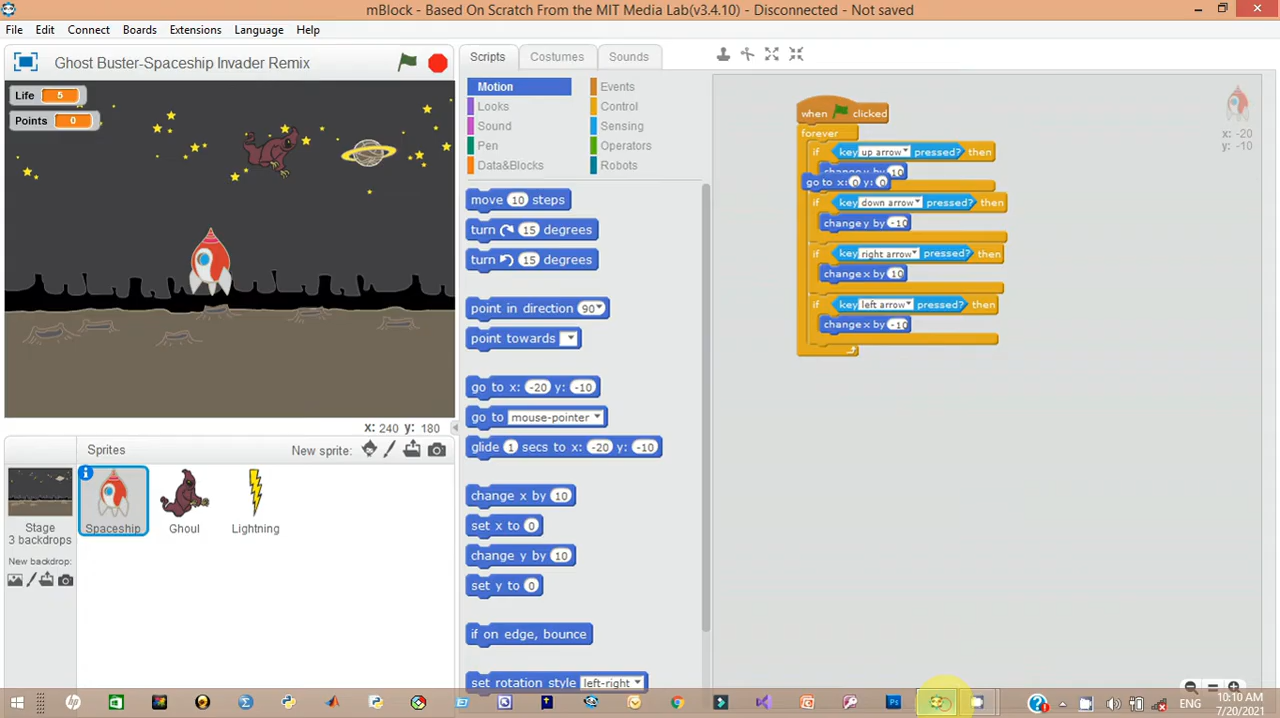 mBlock - Based On Scratch From the MIT Media Lab(v3.4.10) - Disconnected - Not saved
File Edit Connect Boards Extensions Language Help
Ghost Buster-Spaceship Invader Remix
Life 5
Points 0
x: 240 y: 180
Sprites New sprite:
Stage
3 backdrops
New backdrop:
Spaceship Ghoul Lightning
Scripts Costumes Sounds
Motion Events
Looks Control
Sound Sensing
Pen Operators
Data&Blocks Robots
move 10 steps
turn 15 degrees
turn 15 degrees
point in direction 90
point towards
go to x: -20 y: -10
go to mouse-pointer
glide 1 secs to x: -20 y: -10
change x by 10
set x to 0
change y by 10
set y to 0
if on edge, bounce
set rotation style left-right
when clicked
forever
if key up arrow pressed? then
change y by 10
go to x: 0 y: 0
if key down arrow pressed? then
change y by -10
if key right arrow pressed? then
change x by 10
if key left arrow pressed? then
change x by -10
x: -20
y: -10
ENG
10:10 AM
7/20/2021